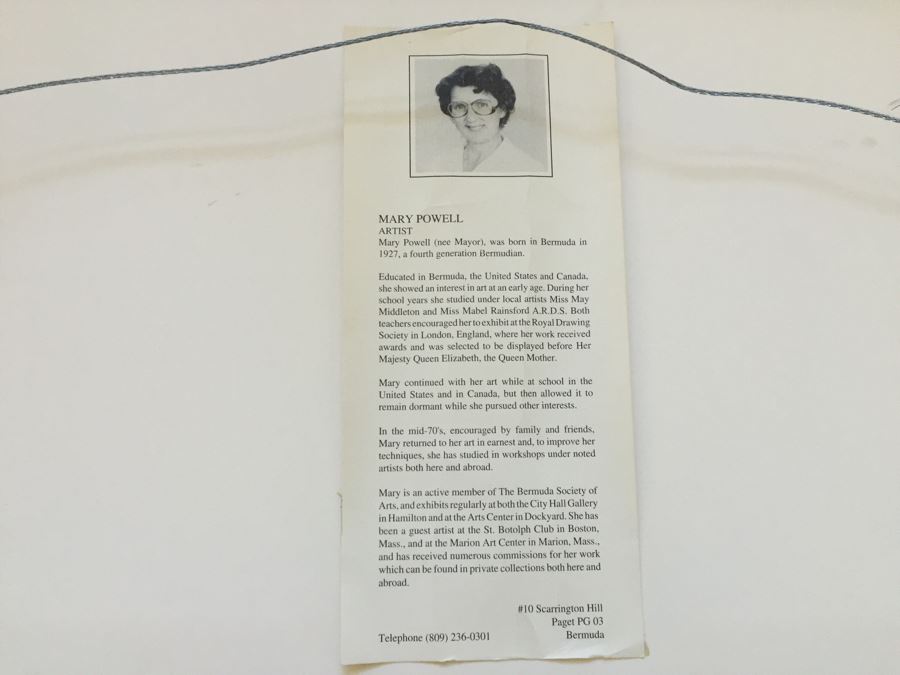 MARY POWELL
ARTIST
Mary Powell (nee Mayor), was born in Bermuda in
1927, a fourth generation Bermudian.
Educated in Bermuda, the United States and Canada,
she showed an interest in art at an early age. During her
school years she studied under local artists Miss May
Middleton and Miss Mabel Rainsford A.R.D.S. Both
teachers encouraged her to exhibit at the Royal Drawing
Society in London, England, where her work received
awards and was selected to be displayed before Her
Majesty Queen Elizabeth, the Queen Mother.
Mary continued with her art while at school in the
United States and in Canada, but then allowed it to
remain dormant while she pursued other interests.
In the mid-70's, encouraged by family and friends,
Mary returned to her art in earnest and, to improve her
techniques, she has studied in workshops under noted
artists both here and abroad.
Mary is an active member of The Bermuda Society of
Arts, and exhibits regularly at both the City Hall Gallery
in Hamilton and at the Arts Center in Dockyard. She has
been a guest artist at the St. Botolph Club in Boston,
Mass., and at the Marion Art Center in Marion, Mass.,
and has received numerous commissions for her work
which can be found in private collections both here and
abroad.
#10 Scarrington Hill
Paget PG 03
Telephone (809) 236-0301 Bermuda